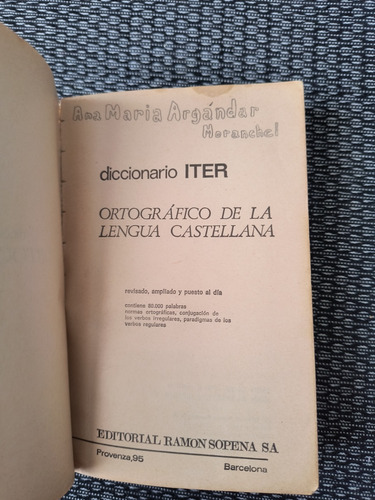 Ana Maria Argándar
Moranchel
diccionario ITER
ORTOGRÁFICO DE LA
LENGUA CASTELLANA
revisado, ampliado y puesto al día
contiene 80.000 palabras
normas ortográficas, conjugación de
los verbos irregulares, paradigmas de los
verbos regulares
EDITORIAL RAMON SOPENA SA
Provenza,95 Barcelona